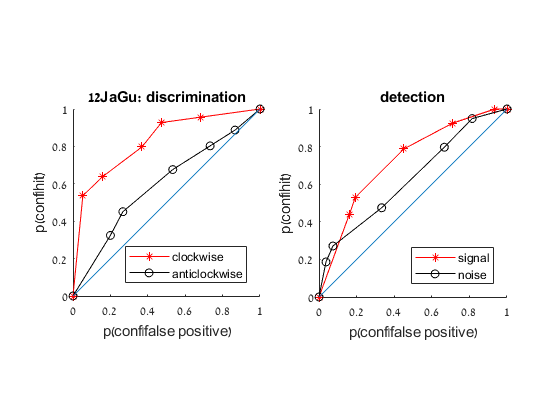 12JaGu: discrimination
1
0.8
0.6
0.4
0.2
0
0
0.2
0.4
0.6
0.8
1
p(conf|hit)
p(conf|false positive)
clockwise
anticlockwise
detection
1
0.8
0.6
0.4
0.2
0
0
0.2
0.4
0.6
0.8
1
p(conf|hit)
p(conf|false positive)
signal
noise